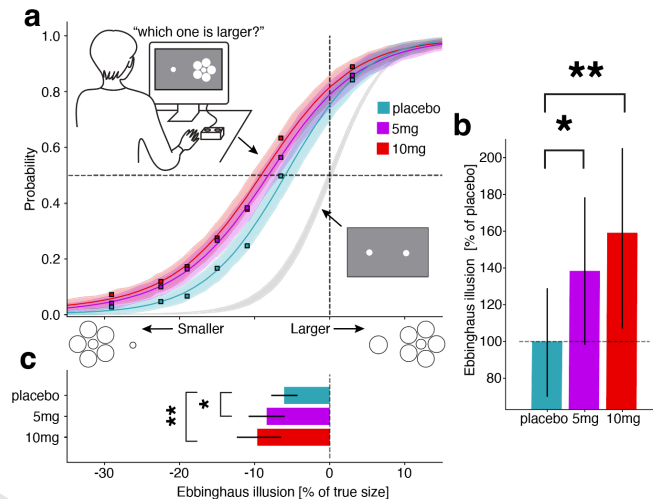 a
"which one is larger?"
1.0
0.8
0.6
0.4
0.2
0.0
Probability
placebo
5mg
10mg
Smaller
Larger
b
**
*
200
180
160
140
120
100
80
Ebbinghaus illusion [% of placebo]
placebo 5mg 10mg
c
placebo
5mg
10mg
*
**
-30 -20 -10 0 10
Ebbinghaus illusion [% of true size]